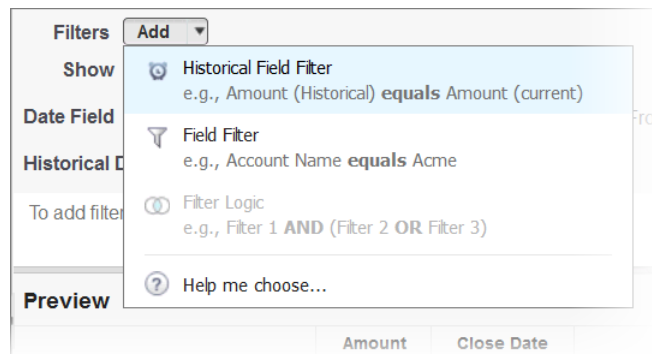 Filters Add
Show
Historical Field Filter
e.g., Amount (Historical) equals Amount (current)
Date Field
Field Filter
e.g., Account Name equals Acme
Historical
To add filter
Filter Logic
e.g., Filter 1 AND (Filter 2 OR Filter 3)
Help me choose...
Preview
Amount Close Date